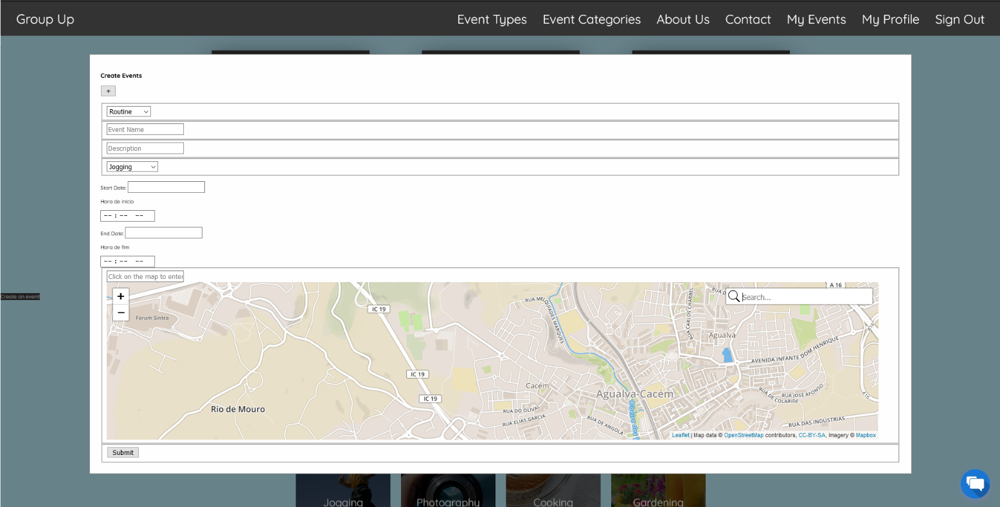 Group Up
Event Types Event Categories About Us Contact My Events My Profile Sign Out
Create Events
+
Routine
Event Name
Description
Jogging
Start Date:
Hora de inicio
-- : -- --
End Date:
Hora de fim
-- : -- --
Click on the map to enter
Create an event
+
−
Search...
A 16
IC 19
Forum Sintra
RUA MELQUIADES MARQUES
RUA CARLOS CHARBEL
Agualva
A16
AVENIDA INFANTE DOM HENRIQUE
IC 19
Cacém
Agualva-Cacém
IC 19
Rio de Mouro
RUA DO OLIVAL
RUA ELIAS GARCIA
RUA DE ANGOLA
RUA DE COLARIDE
RUA JOSÉ AFONSO
A16
RUA DAS INDÚSTRIAS
Leaflet | Map data © OpenStreetMap contributors, CC-BY-SA, Imagery © Mapbox
Submit
Jogging Photography Cooking Gardening